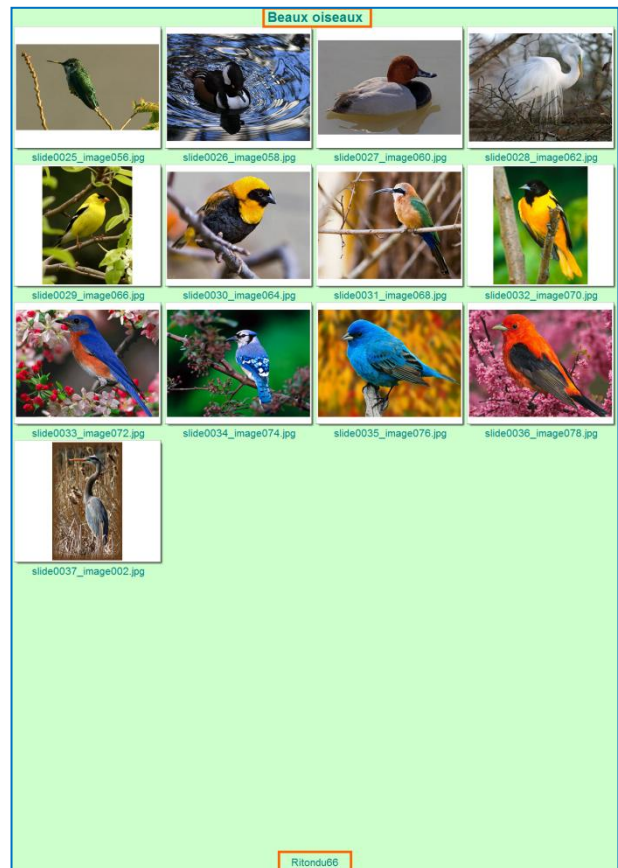 Beaux oiseaux
slide0025_image056.jpg
slide0026_image058.jpg
slide0027_image060.jpg
slide0028_image062.jpg
slide0029_image066.jpg
slide0030_image064.jpg
slide0031_image068.jpg
slide0032_image070.jpg
slide0033_image072.jpg
slide0034_image074.jpg
slide0035_image076.jpg
slide0036_image078.jpg
slide0037_image002.jpg
Ritondu66